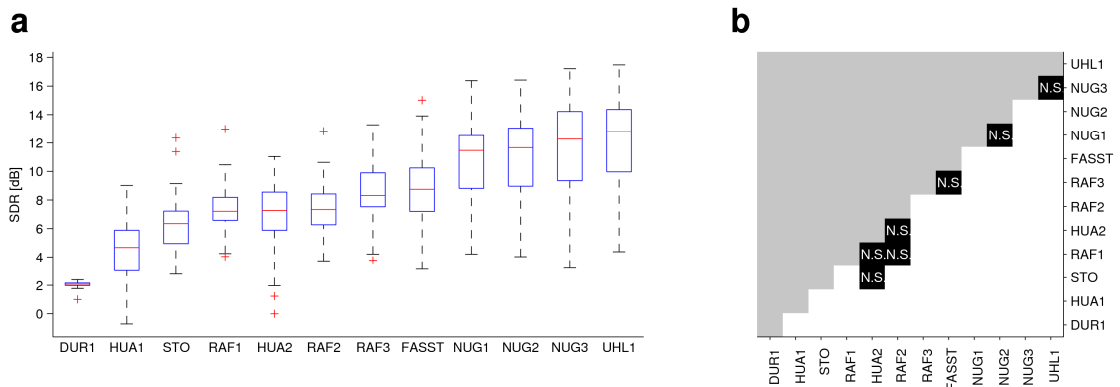 a
b
18
16
14
12
10
8
6
4
2
0
SDR [dB]
DUR1 HUA1 STO RAF1 HUA2 RAF2 RAF3 FASST NUG1 NUG2 NUG3 UHL1
UHL1
N.S. NUG3
NUG2
N.S. NUG1
FASST
N.S. RAF3
RAF2
N.S. HUA2
N.S. N.S. RAF1
N.S. STO
HUA1
DUR1
DUR1 HUA1 STO RAF1 HUA2 RAF2 RAF3 FASST NUG1 NUG2 NUG3 UHL1